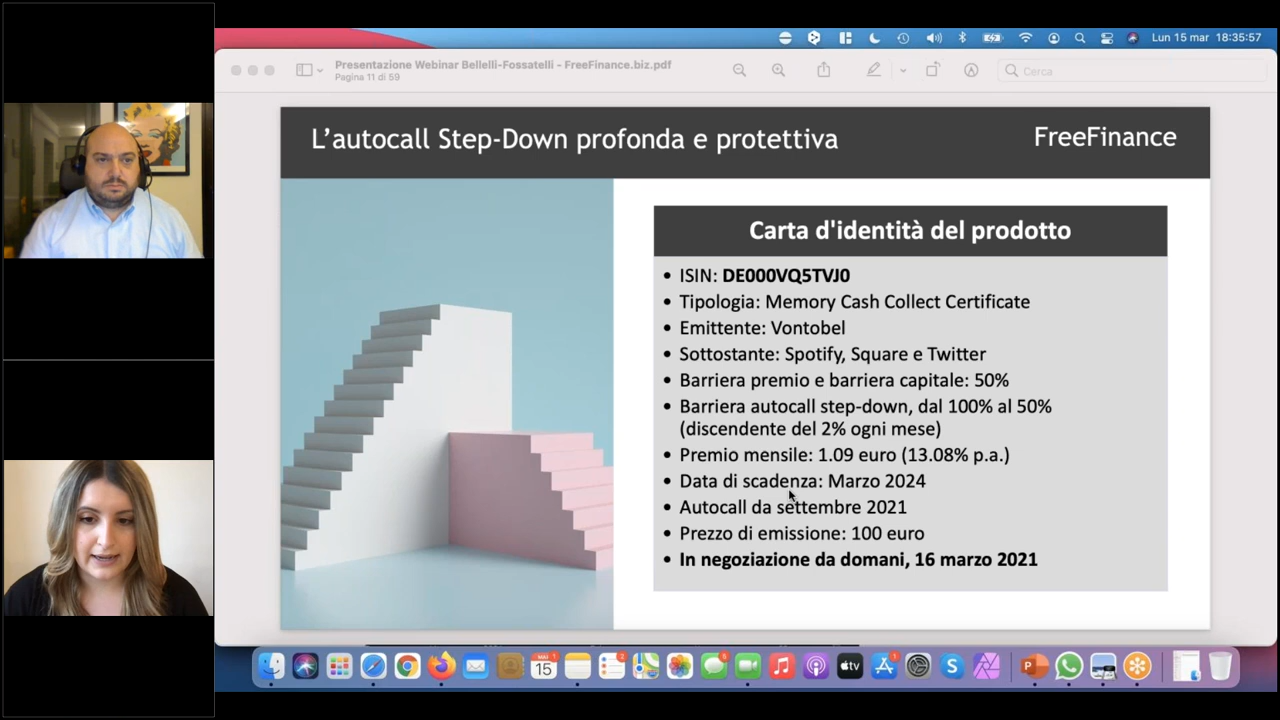 Lun 15 mar 18:35:57
Presentazione Webinar Bellelli-Fossatelli - FreeFinance.biz.pdf
Pagina 11 di 59
Cerca
L’autocall Step-Down profonda e protettiva
FreeFinance
Carta d'identità del prodotto
• ISIN: DE000VQ5TVJ0
• Tipologia: Memory Cash Collect Certificate
• Emittente: Vontobel
• Sottostante: Spotify, Square e Twitter
• Barriera premio e barriera capitale: 50%
• Barriera autocall step-down, dal 100% al 50%
(discendente del 2% ogni mese)
• Premio mensile: 1.09 euro (13.08% p.a.)
• Data di scadenza: Marzo 2024
• Autocall da settembre 2021
• Prezzo di emissione: 100 euro
• In negoziazione da domani, 16 marzo 2021
15
tv